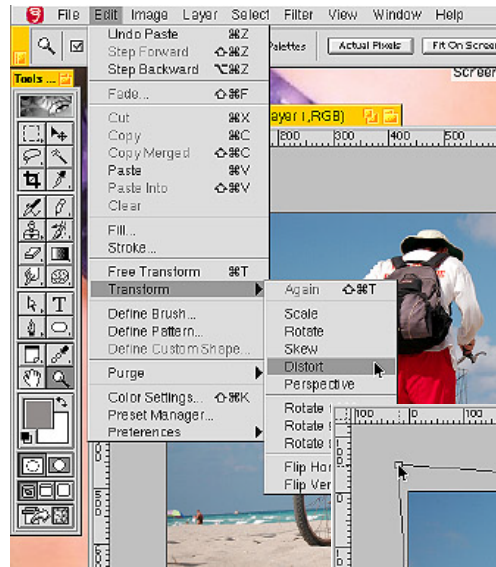 File Edit Image Layer Select Filter View Window Help
Undo Paste ⌘Z
Step Forward ⇧⌘Z
Step Backward ⌥⌘Z
Palettes
Actual Pixels
Fit On Screen
Tools ...
Fade... ⇧⌘F
Cut ⌘X
Copy ⌘C
Copy Merged ⇧⌘C
Paste ⌘V
Paste Into ⇧⌘V
Clear
ayer 1, RGB)
200 300 400 500
Fill...
Stroke...
Free Transform ⌘T
Transform
Again ⇧⌘T
Scale
Rotate
Skew
Distort
Perspective
Rotate
Rotate
Rotate
Flip Hor
Flip Ver
Define Brush...
Define Pattern...
Define Custom Shape...
Purge
Color Settings... ⇧⌘K
Preset Manager...
Preferences
T
100 0 100